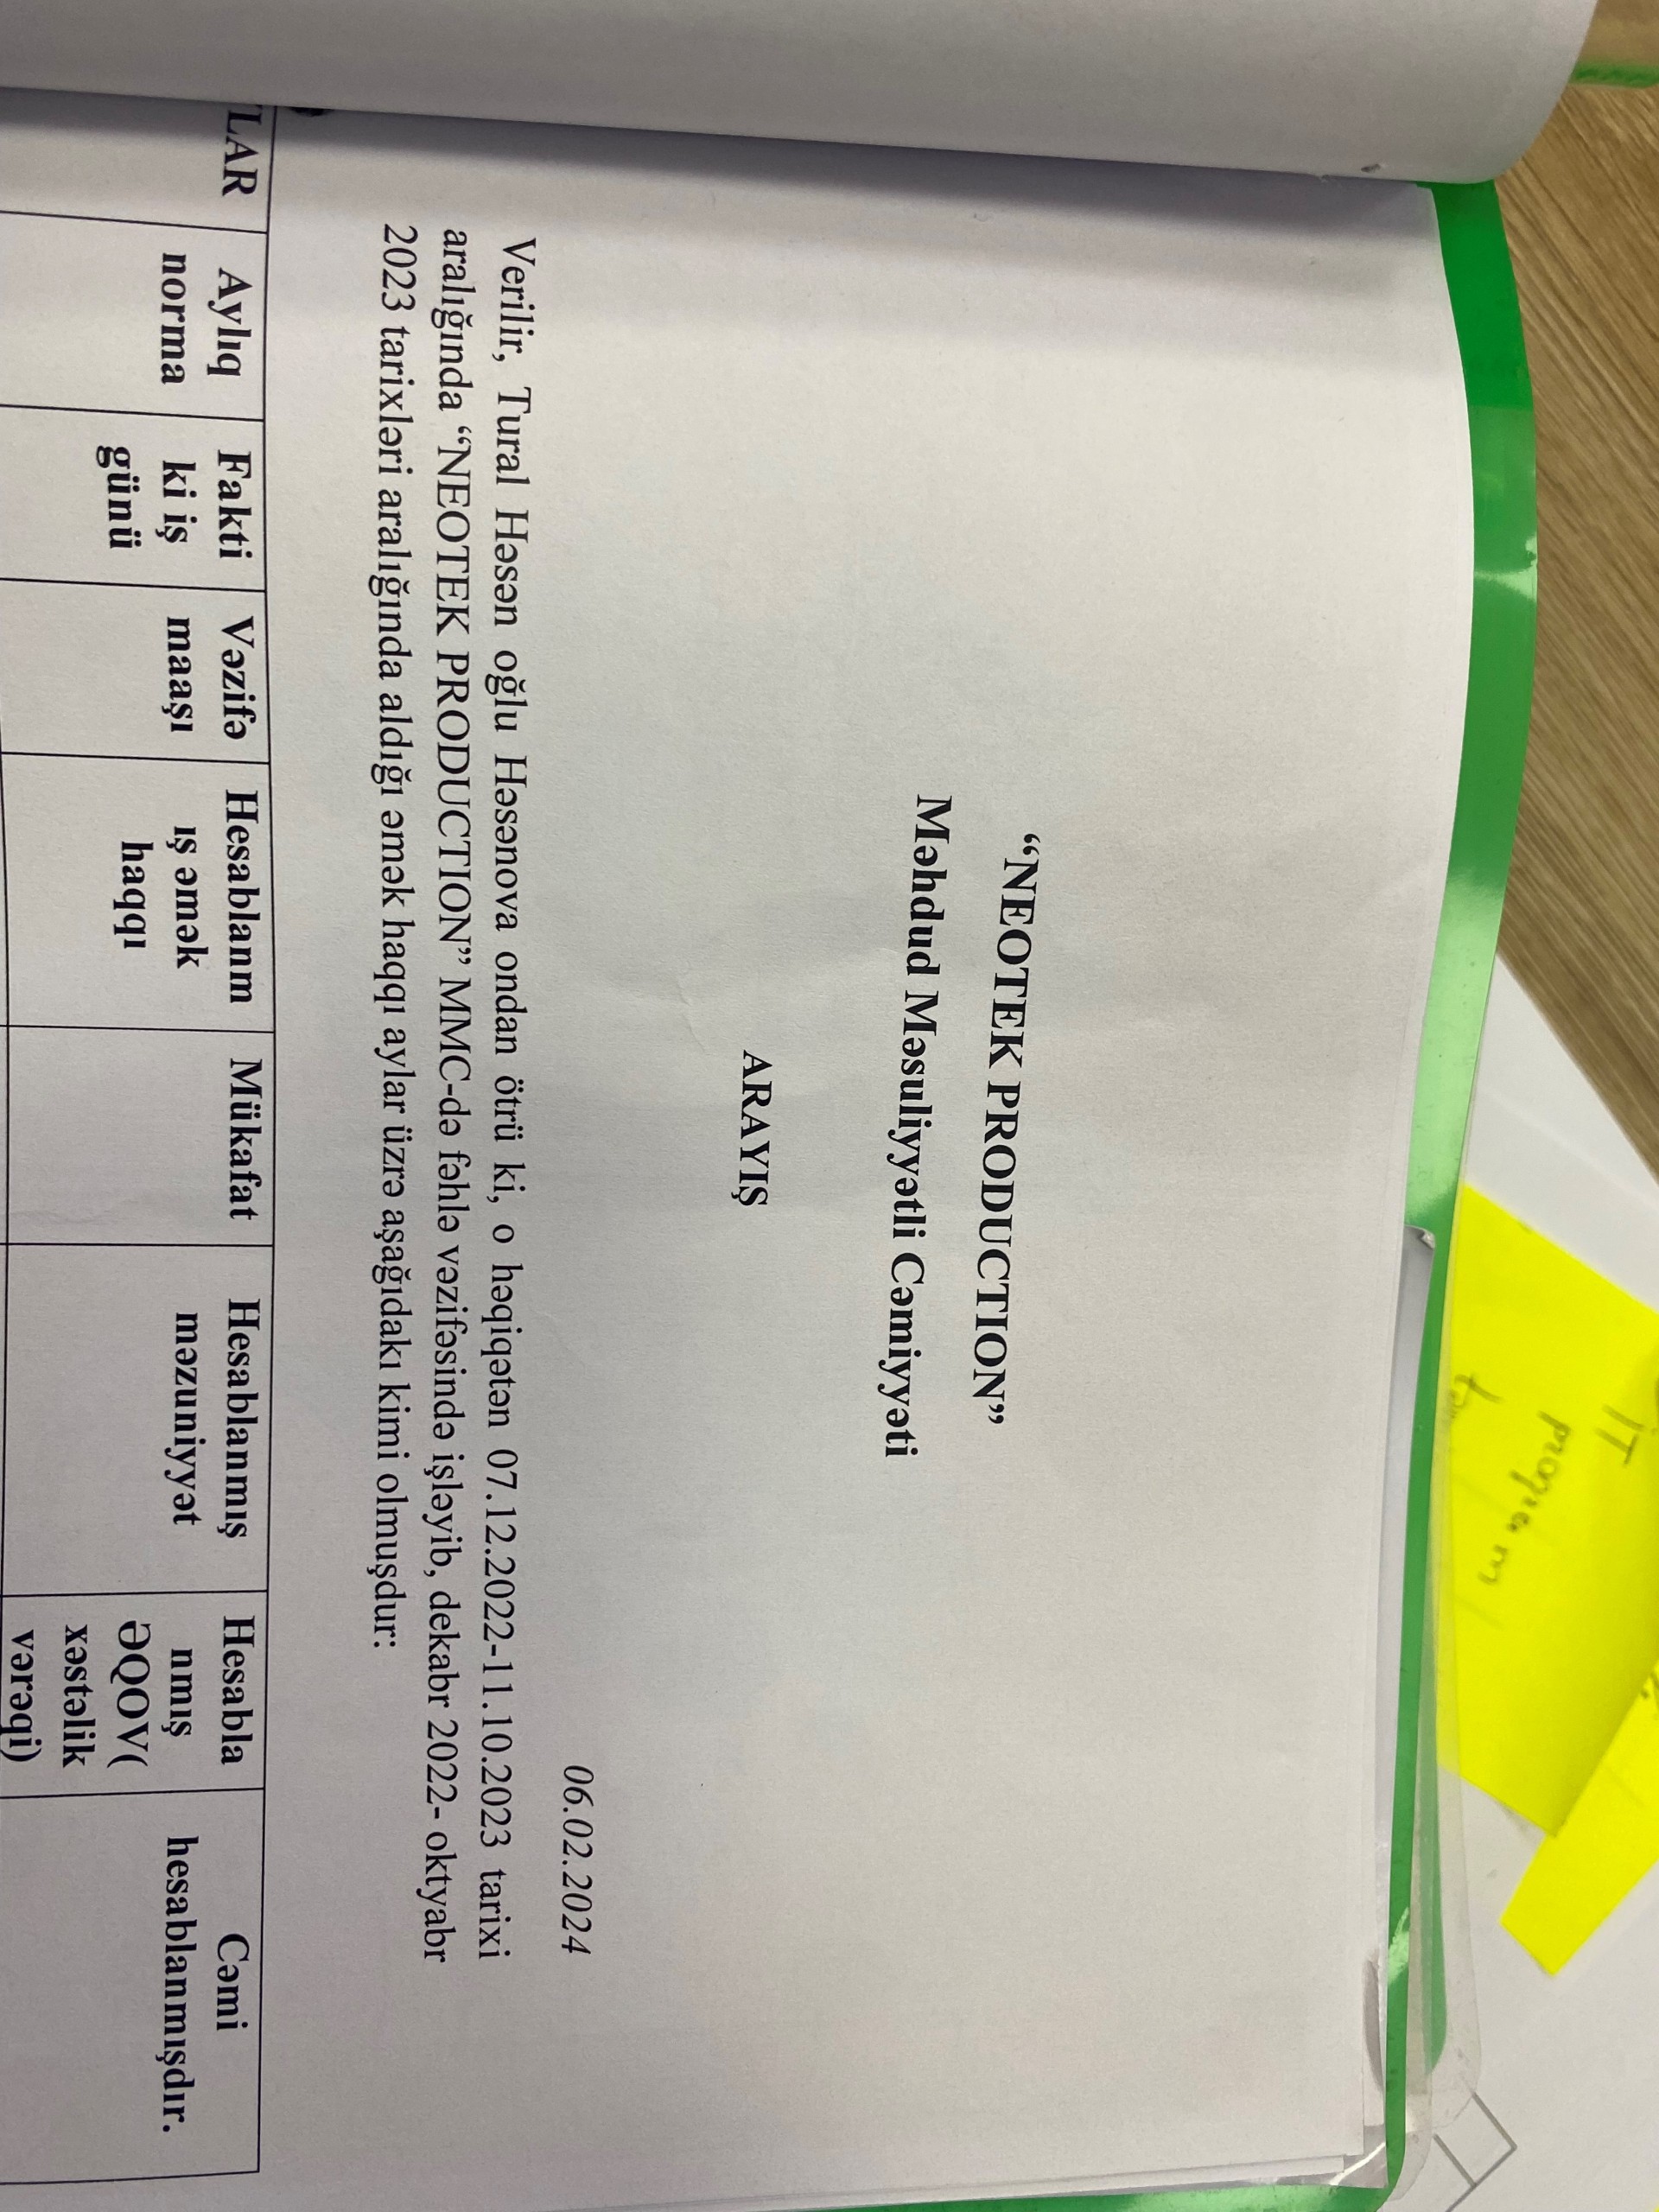 “NEOTEK PRODUCTION”
Məhdud Məsuliyyətli Cəmiyyəti
ARAYIŞ
06.02.2024
Verilir, Tural Həsən oğlu Həsənova ondan ötrü ki, o həqiqətən 07.12.2022-11.10.2023 tarixi
aralığında “NEOTEK PRODUCTION” MMC-də fəhlə vəzifəsində işləyib, dekabr 2022- oktyabr
2023 tarixləri aralığında aldığı əmək haqqı aylar üzrə aşağıdakı kimi olmuşdur:
LAR
Aylıq
norma
Fakti
ki iş
günü
Vəzifə
maaşı
Hesablanm
ış əmək
haqqı
Mükafat
Hesablanmış
məzuniyyət
Hesabla
nmış
ƏQOV(
xəstəlik
vərəqi)
Cəmi
hesablanmışdır.
IT
program